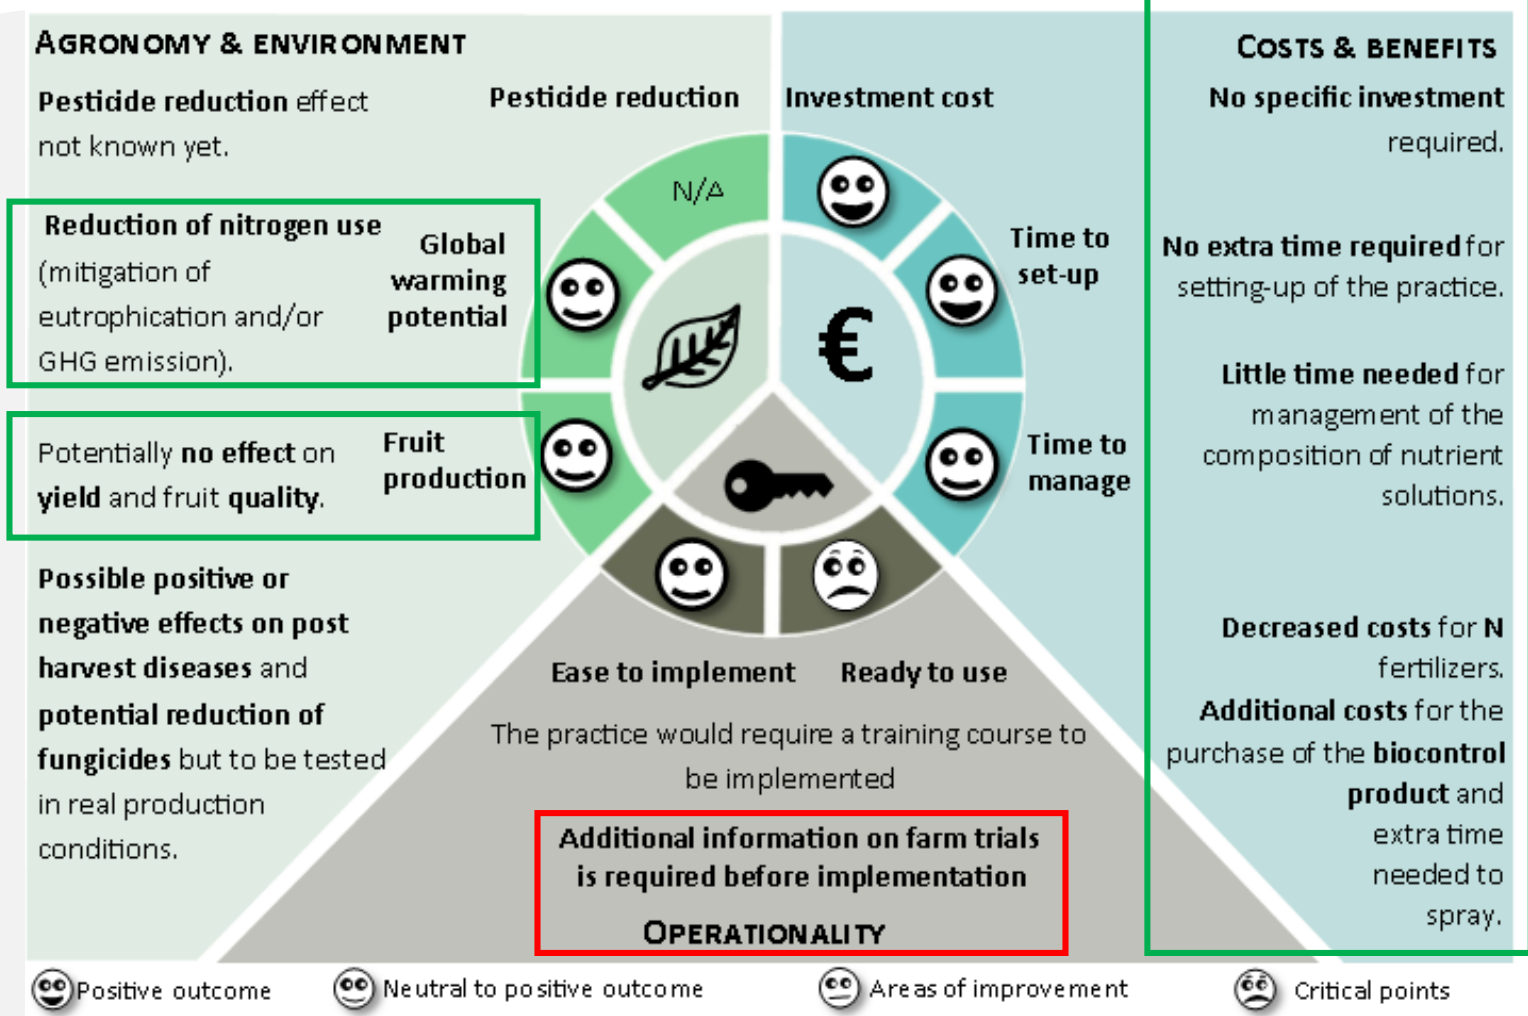 AGRONOMY & ENVIRONMENT
Pesticide reduction effect
not known yet.
Reduction of nitrogen use
(mitigation of
eutrophication and/or
GHG emission).
Potentially no effect on
yield and fruit quality.
Possible positive or
negative effects on post
harvest diseases and
potential reduction of
fungicides but to be tested
in real production
conditions.
Pesticide reduction
N/A
Global
warming
potential
Fruit
production
Investment cost
Time to
set-up
€
Time to
manage
COSTS & BENEFITS
No specific investment
required.
No extra time required for
setting-up of the practice.
Little time needed for
management of the
composition of nutrient
solutions.
Decreased costs for N
fertilizers.
Additional costs for the
purchase of the biocontrol
product and
extra time
needed to
spray.
Ease to implement
Ready to use
The practice would require a training course to
be implemented
Additional information on farm trials
is required before implementation
OPERATIONALITY
Positive outcome
Neutral to positive outcome
Areas of improvement
Critical points